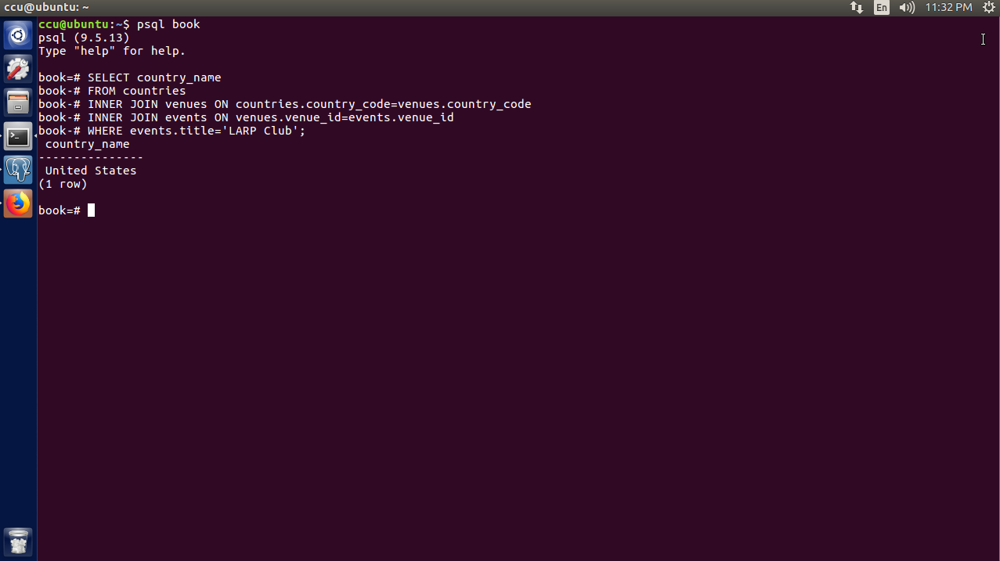 ccu@ubuntu: ~
En
11:32 PM
ccu@ubuntu:~$ psql book
psql (9.5.13)
Type "help" for help.
book=# SELECT country_name
book-# FROM countries
book-# INNER JOIN venues ON countries.country_code=venues.country_code
book-# INNER JOIN events ON venues.venue_id=events.venue_id
book-# WHERE events.title='LARP Club';
country_name
---------------
United States
(1 row)
book=#